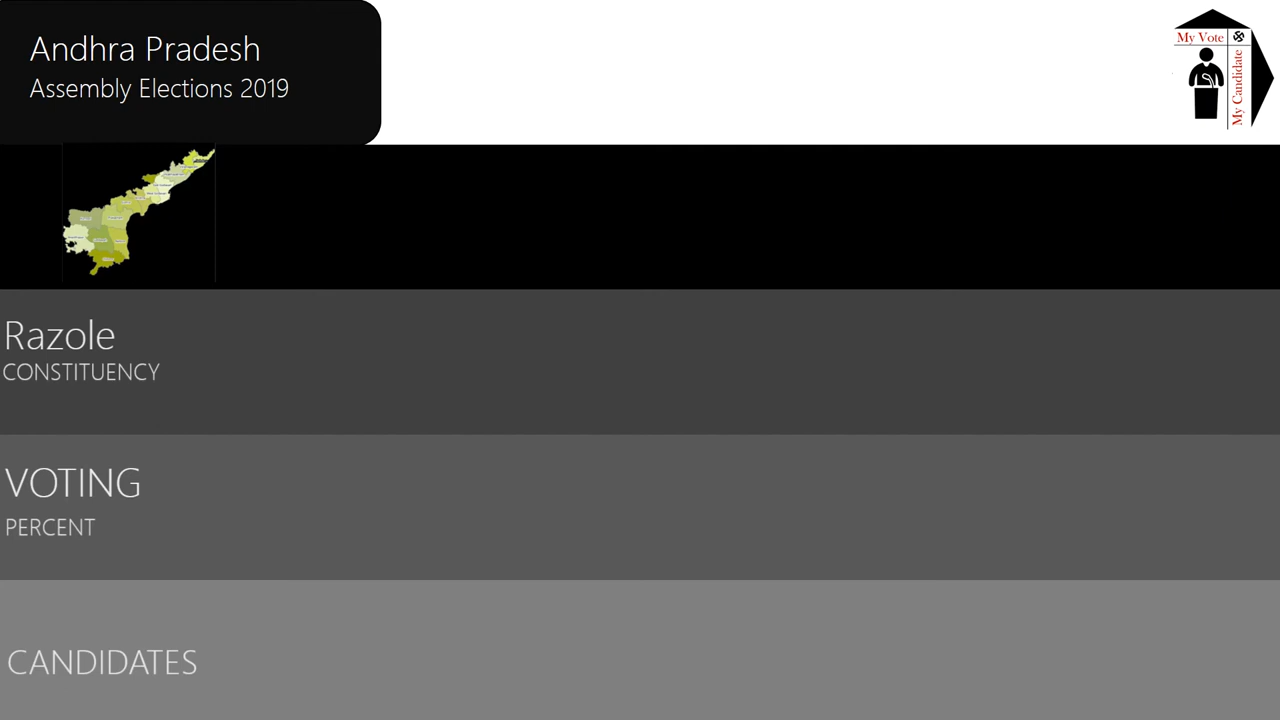 Andhra Pradesh
Assembly Elections 2019
My Vote
My Candidate
Razole
CONSTITUENCY
VOTING
PERCENT
CANDIDATES